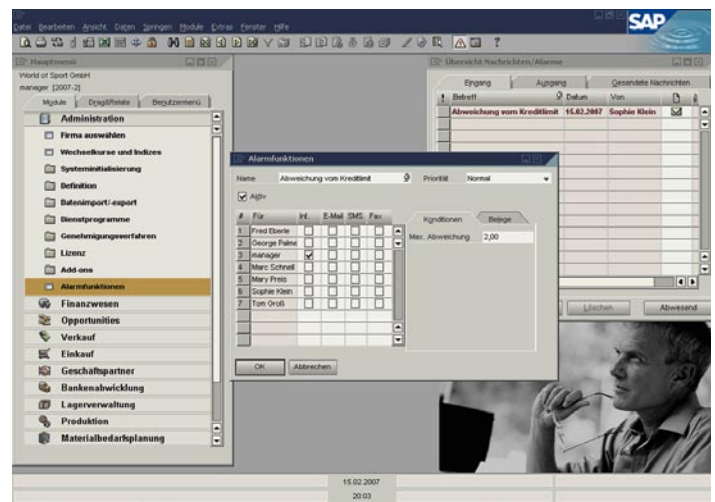 Datei Bearbeiten Ansicht Daten Springen Module Extras Fenster Hilfe
SAP
Hauptmenü
World of Sport GmbH
manager [2007-2]
Module Drag&Relate Benutzermenü
Administration
Firma auswählen
Wechselkurse und Indizes
Systeminitialisierung
Definition
Datenimport/-export
Dienstprogramme
Genehmigungsverfahren
Lizenz
Add-ons
Alarmfunktionen
Finanzwesen
Opportunities
Verkauf
Einkauf
Geschäftspartner
Bankenabwicklung
Lagerverwaltung
Produktion
Materialbedarfsplanung
Alarmfunktionen
Name Abweichung vom Kreditlimit Priorität Normal
Aktiv
# Für Int. E-Mail SMS Fax
1 Fred Eberle
2 George Palme
3 manager
4 Marc Schnell
5 Mary Preis
6 Sophie Klein
7 Tom Groß
Konditionen Belege
Max. Abweichung 2,00
OK Abbrechen
Übersicht Nachrichten/Alarme
Eingang Ausgang Gesendete Nachrichten
! Betreff Datum Von
Abweichung vom Kreditlimit 15.02.2007 Sophie Klein
Löschen Abwesend
15.02.2007
20:03